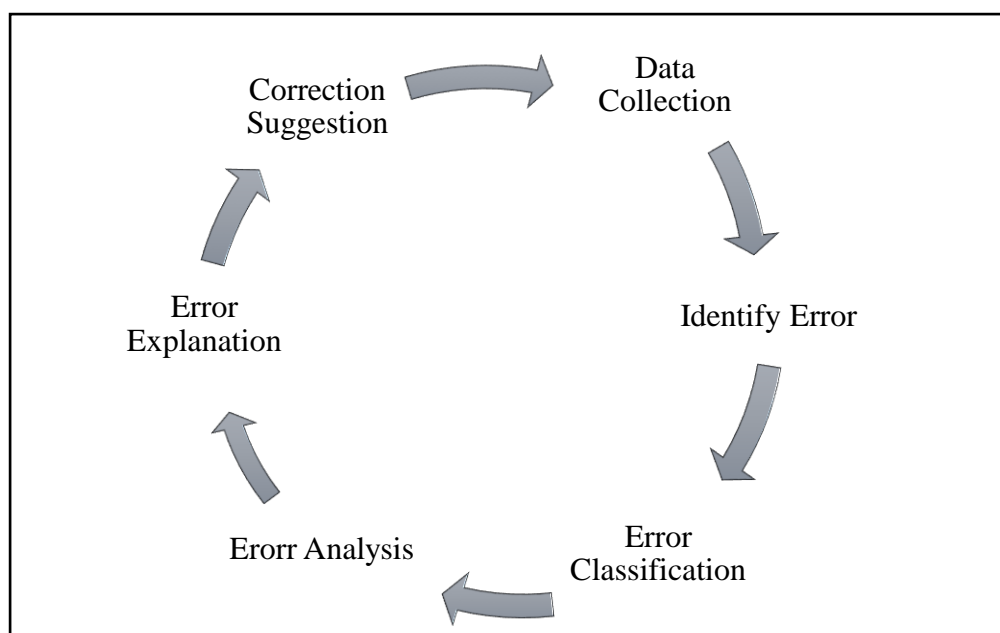 Data
Collection
Identify Error
Error
Classification
Erorr Analysis
Error
Explanation
Correction
Suggestion